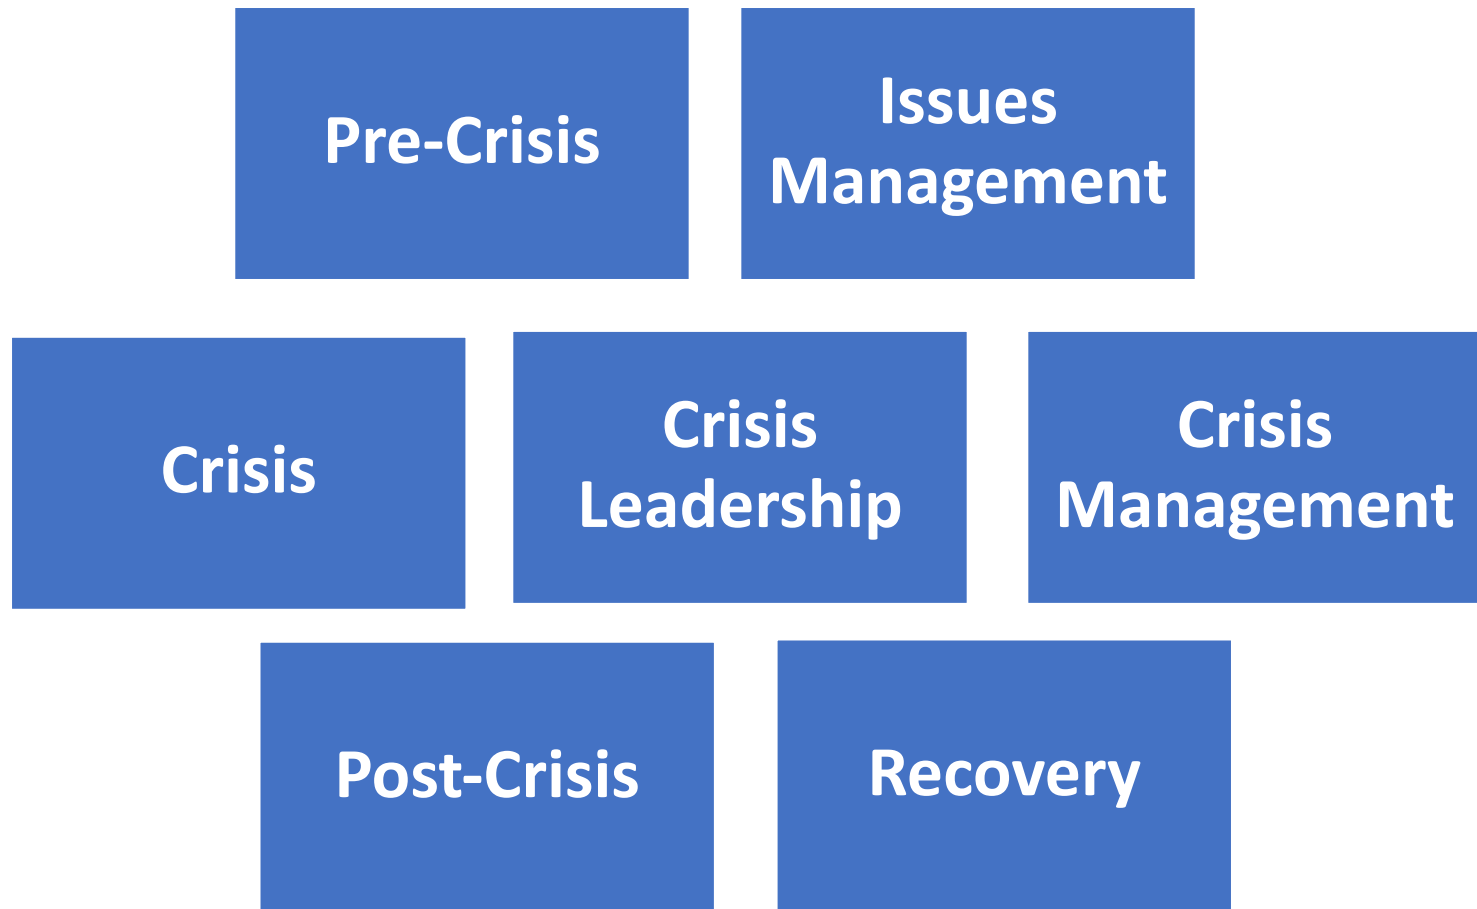 Pre-Crisis
Issues
Management
Crisis
Crisis
Leadership
Crisis
Management
Post-Crisis
Recovery